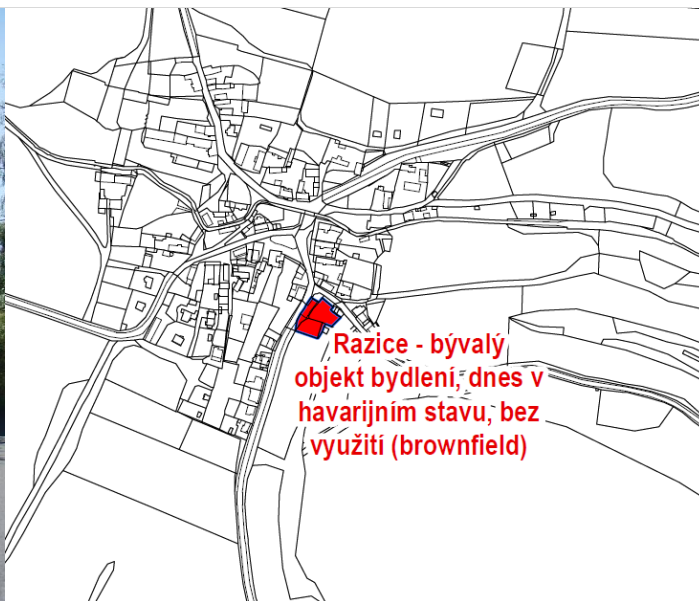 Razice - bývalý
objekt bydlení, dnes v
havarijním stavu, bez
využití (brownfield)